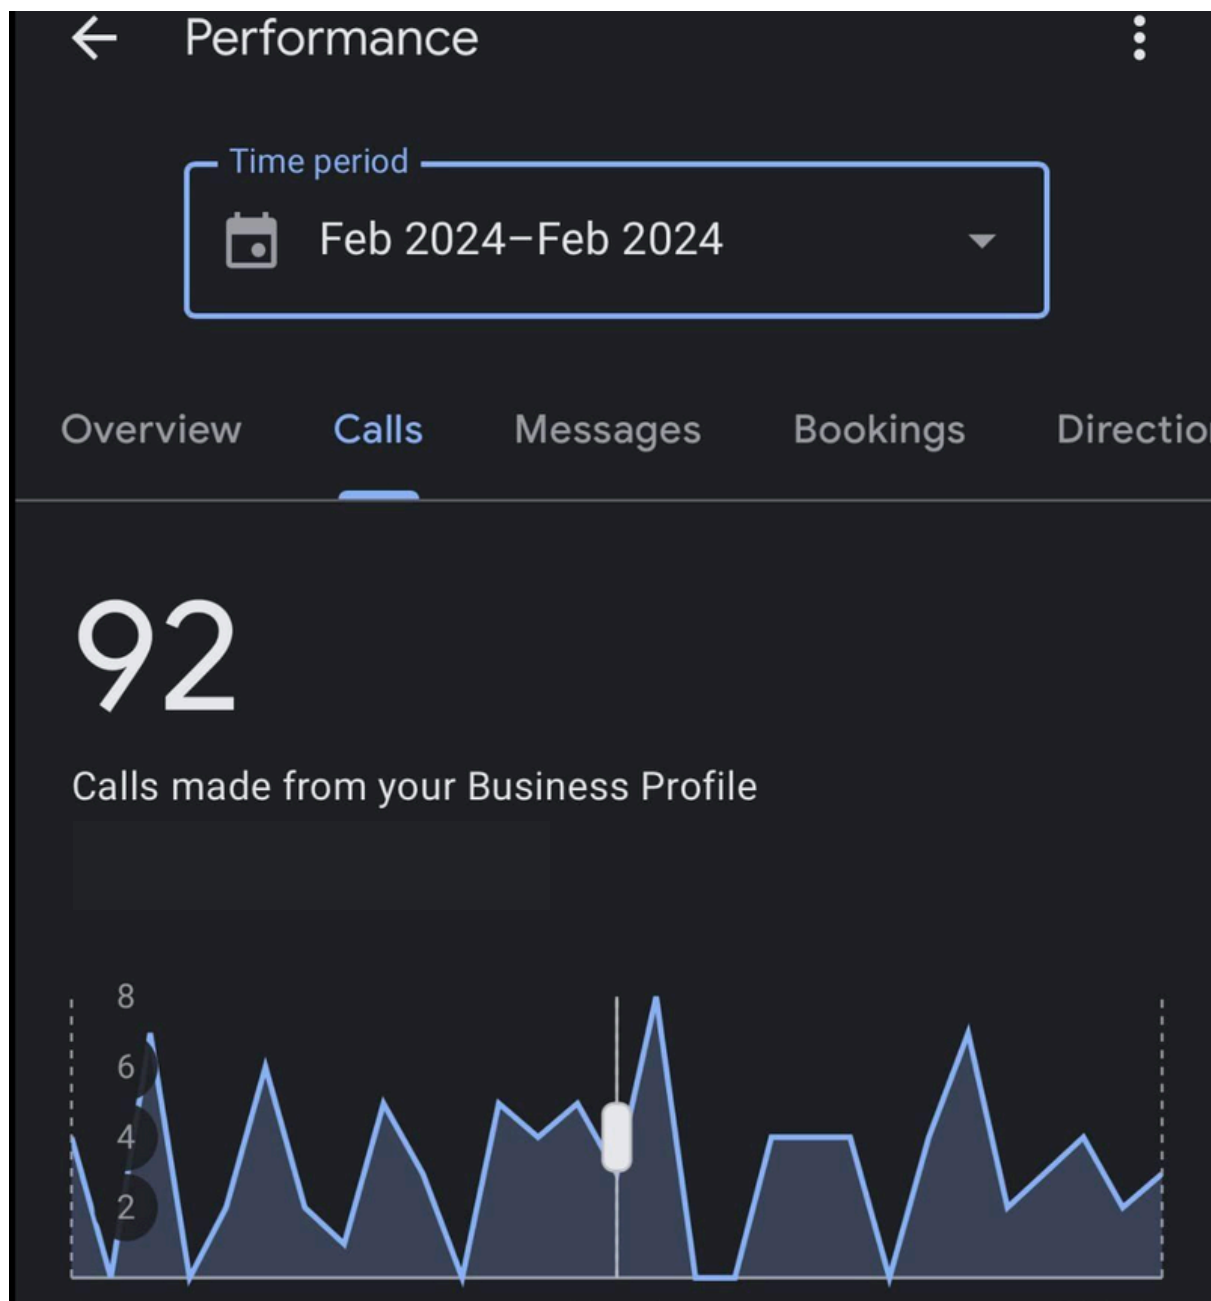 Performance
Time period
Feb 2024–Feb 2024
Overview Calls Messages Bookings Directio
92
Calls made from your Business Profile
8
6
4
2